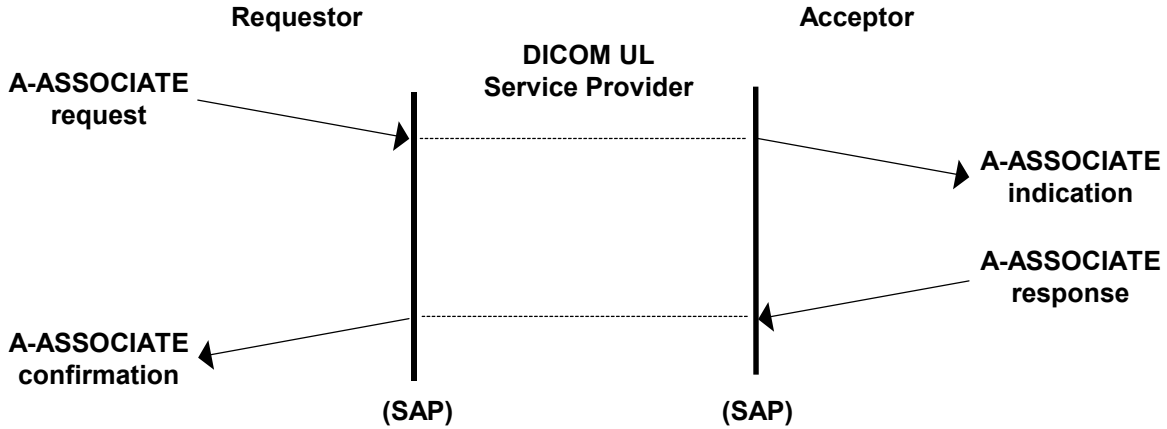 Requestor
Acceptor
DICOM UL
Service Provider
A-ASSOCIATE
request
A-ASSOCIATE
indication
A-ASSOCIATE
response
A-ASSOCIATE
confirmation
(SAP)
(SAP)